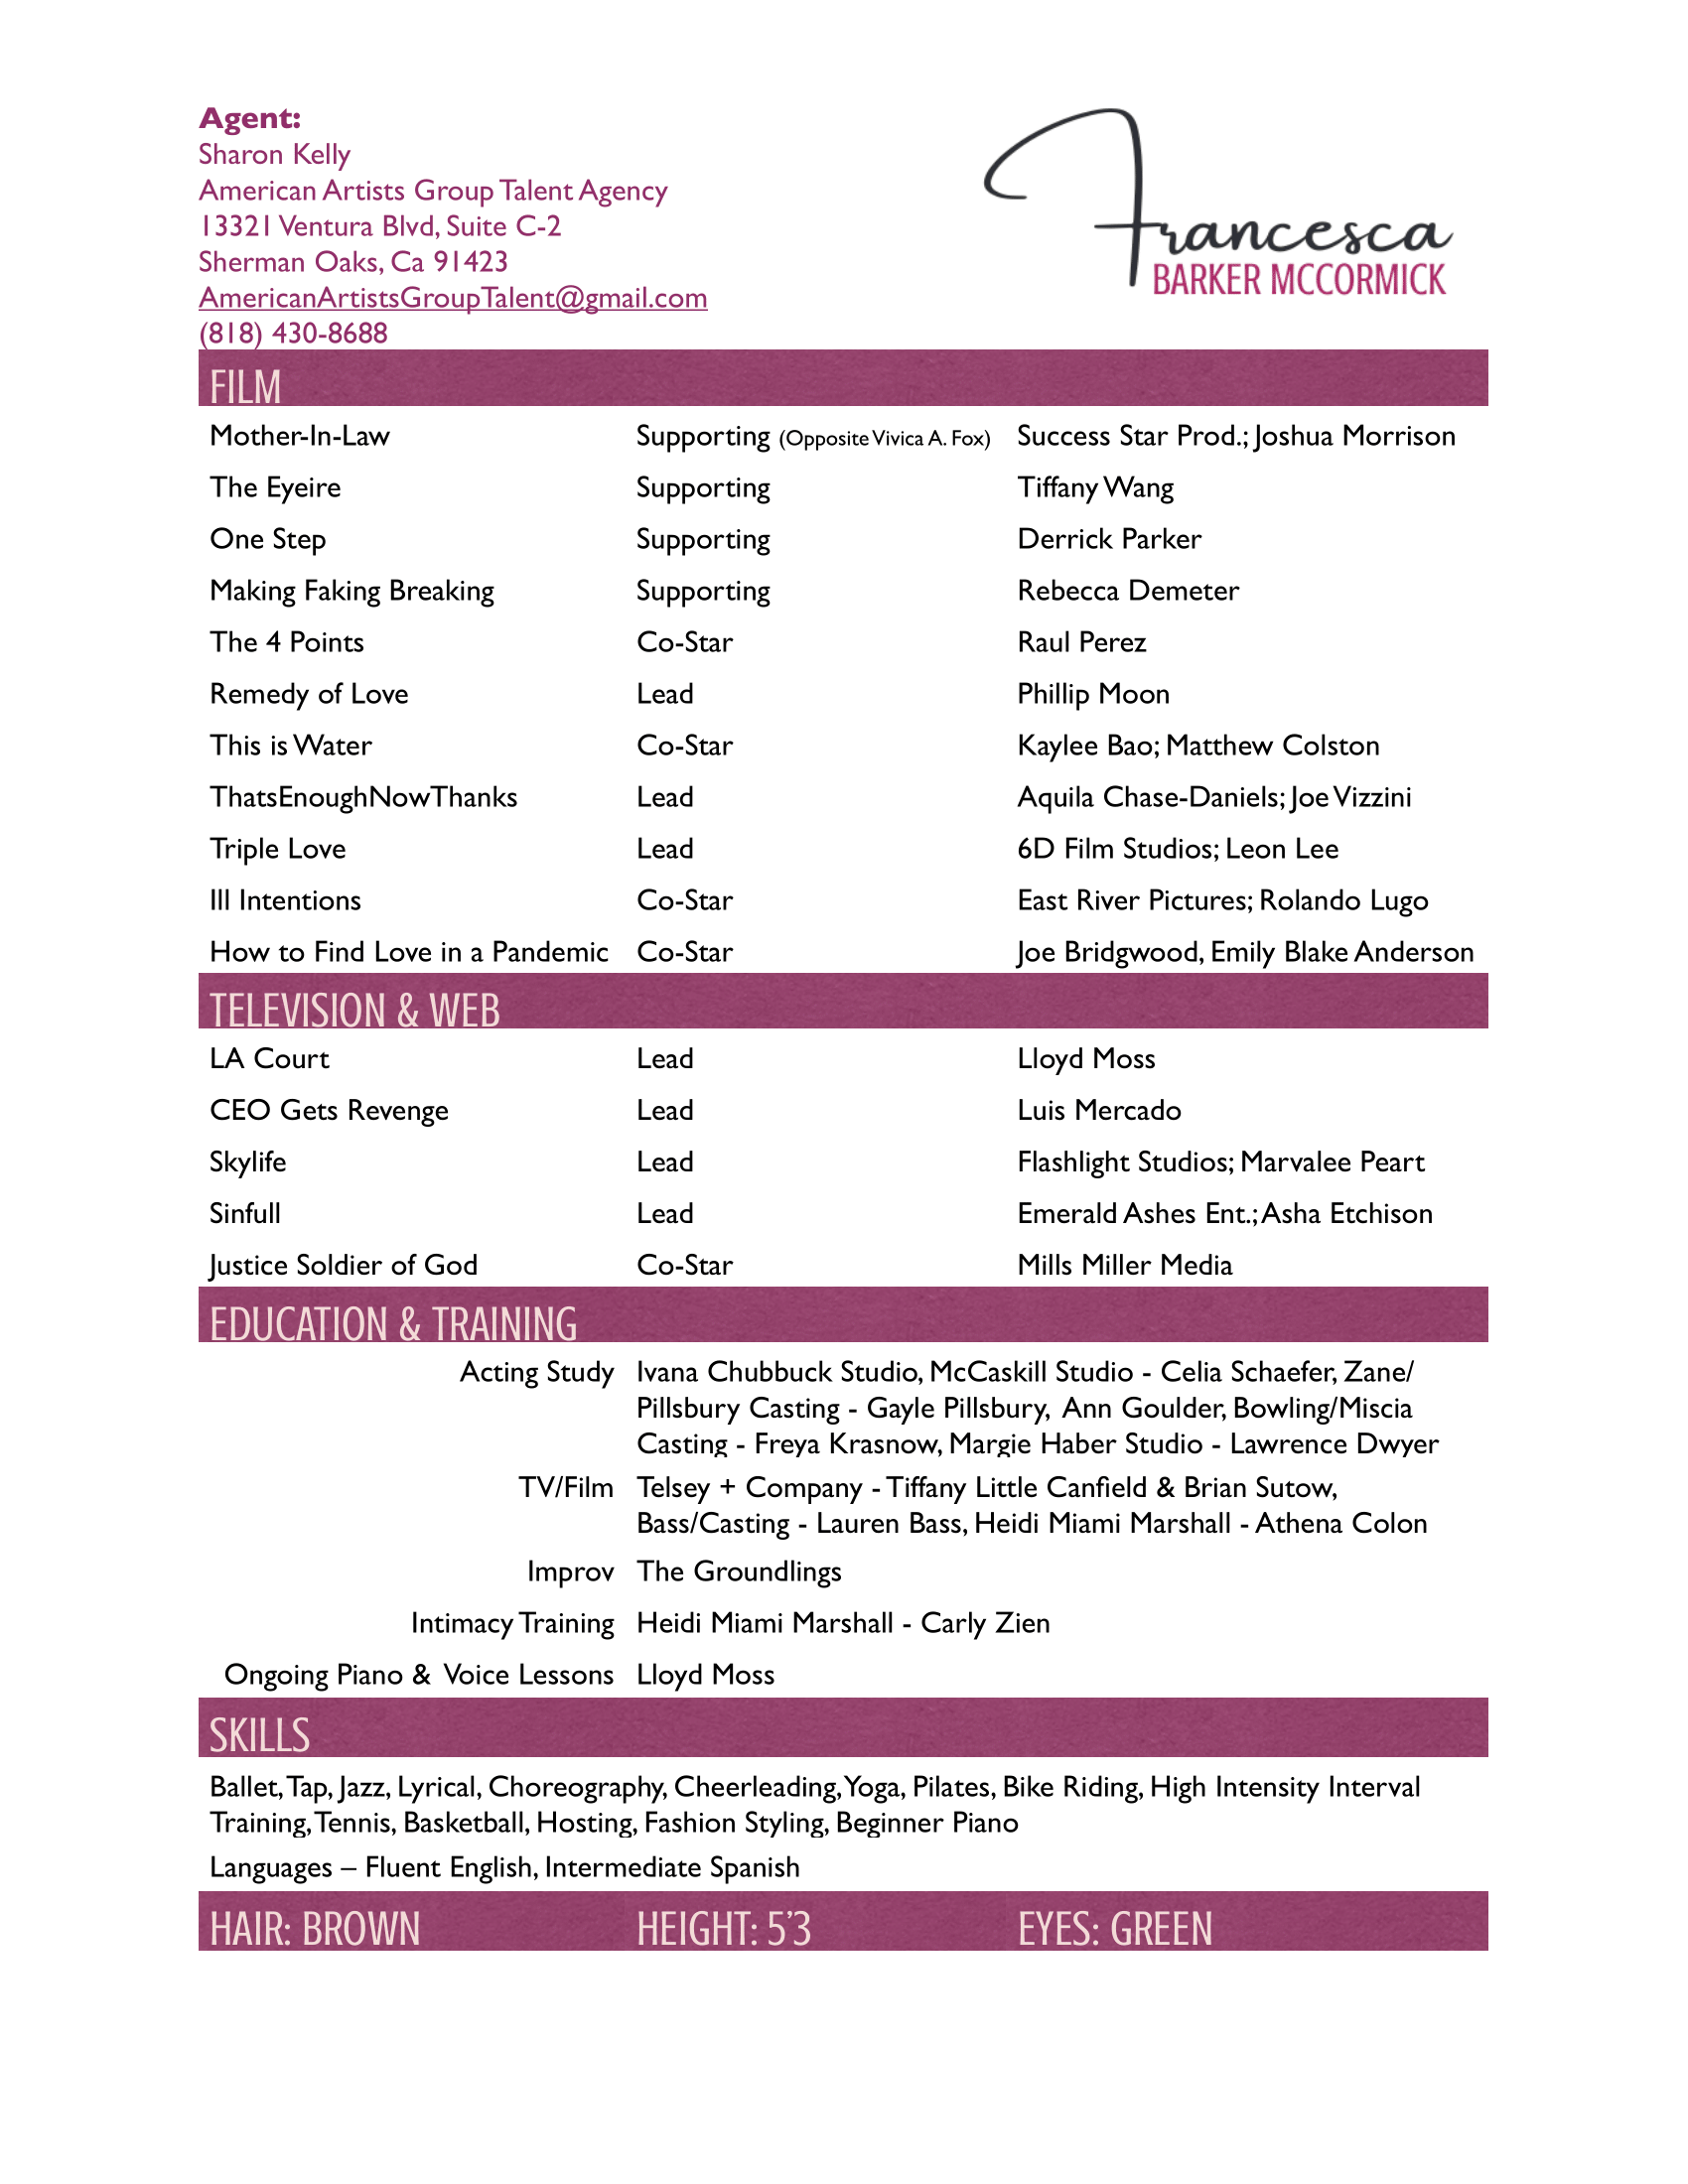 Agent:
Sharon Kelly
American Artists Group Talent Agency
13321 Ventura Blvd, Suite C-2
Sherman Oaks, Ca 91423
AmericanArtistsGroupTalent@gmail.com
(818) 430-8688
Francesca
BARKER MCCORMICK
FILM
Mother-In-Law Supporting (Opposite Vivica A. Fox) Success Star Prod.; Joshua Morrison
The Eyeire Supporting Tiffany Wang
One Step Supporting Derrick Parker
Making Faking Breaking Supporting Rebecca Demeter
The 4 Points Co-Star Raul Perez
Remedy of Love Lead Phillip Moon
This is Water Co-Star Kaylee Bao; Matthew Colston
ThatsEnoughNowThanks Lead Aquila Chase-Daniels; Joe Vizzini
Triple Love Lead 6D Film Studios; Leon Lee
Ill Intentions Co-Star East River Pictures; Rolando Lugo
How to Find Love in a Pandemic Co-Star Joe Bridgwood, Emily Blake Anderson
TELEVISION & WEB
LA Court Lead Lloyd Moss
CEO Gets Revenge Lead Luis Mercado
Skylife Lead Flashlight Studios; Marvalee Peart
Sinfull Lead Emerald Ashes Ent.; Asha Etchison
Justice Soldier of God Co-Star Mills Miller Media
EDUCATION & TRAINING
Acting Study Ivana Chubbuck Studio, McCaskill Studio - Celia Schaefer, Zane/
Pillsbury Casting - Gayle Pillsbury, Ann Goulder, Bowling/Miscia
Casting - Freya Krasnow, Margie Haber Studio - Lawrence Dwyer
TV/Film Telsey + Company - Tiffany Little Canfield & Brian Sutow,
Bass/Casting - Lauren Bass, Heidi Miami Marshall - Athena Colon
Improv The Groundlings
Intimacy Training Heidi Miami Marshall - Carly Zien
Ongoing Piano & Voice Lessons Lloyd Moss
SKILLS
Ballet, Tap, Jazz, Lyrical, Choreography, Cheerleading, Yoga, Pilates, Bike Riding, High Intensity Interval
Training, Tennis, Basketball, Hosting, Fashion Styling, Beginner Piano
Languages – Fluent English, Intermediate Spanish
HAIR: BROWN HEIGHT: 5’3 EYES: GREEN